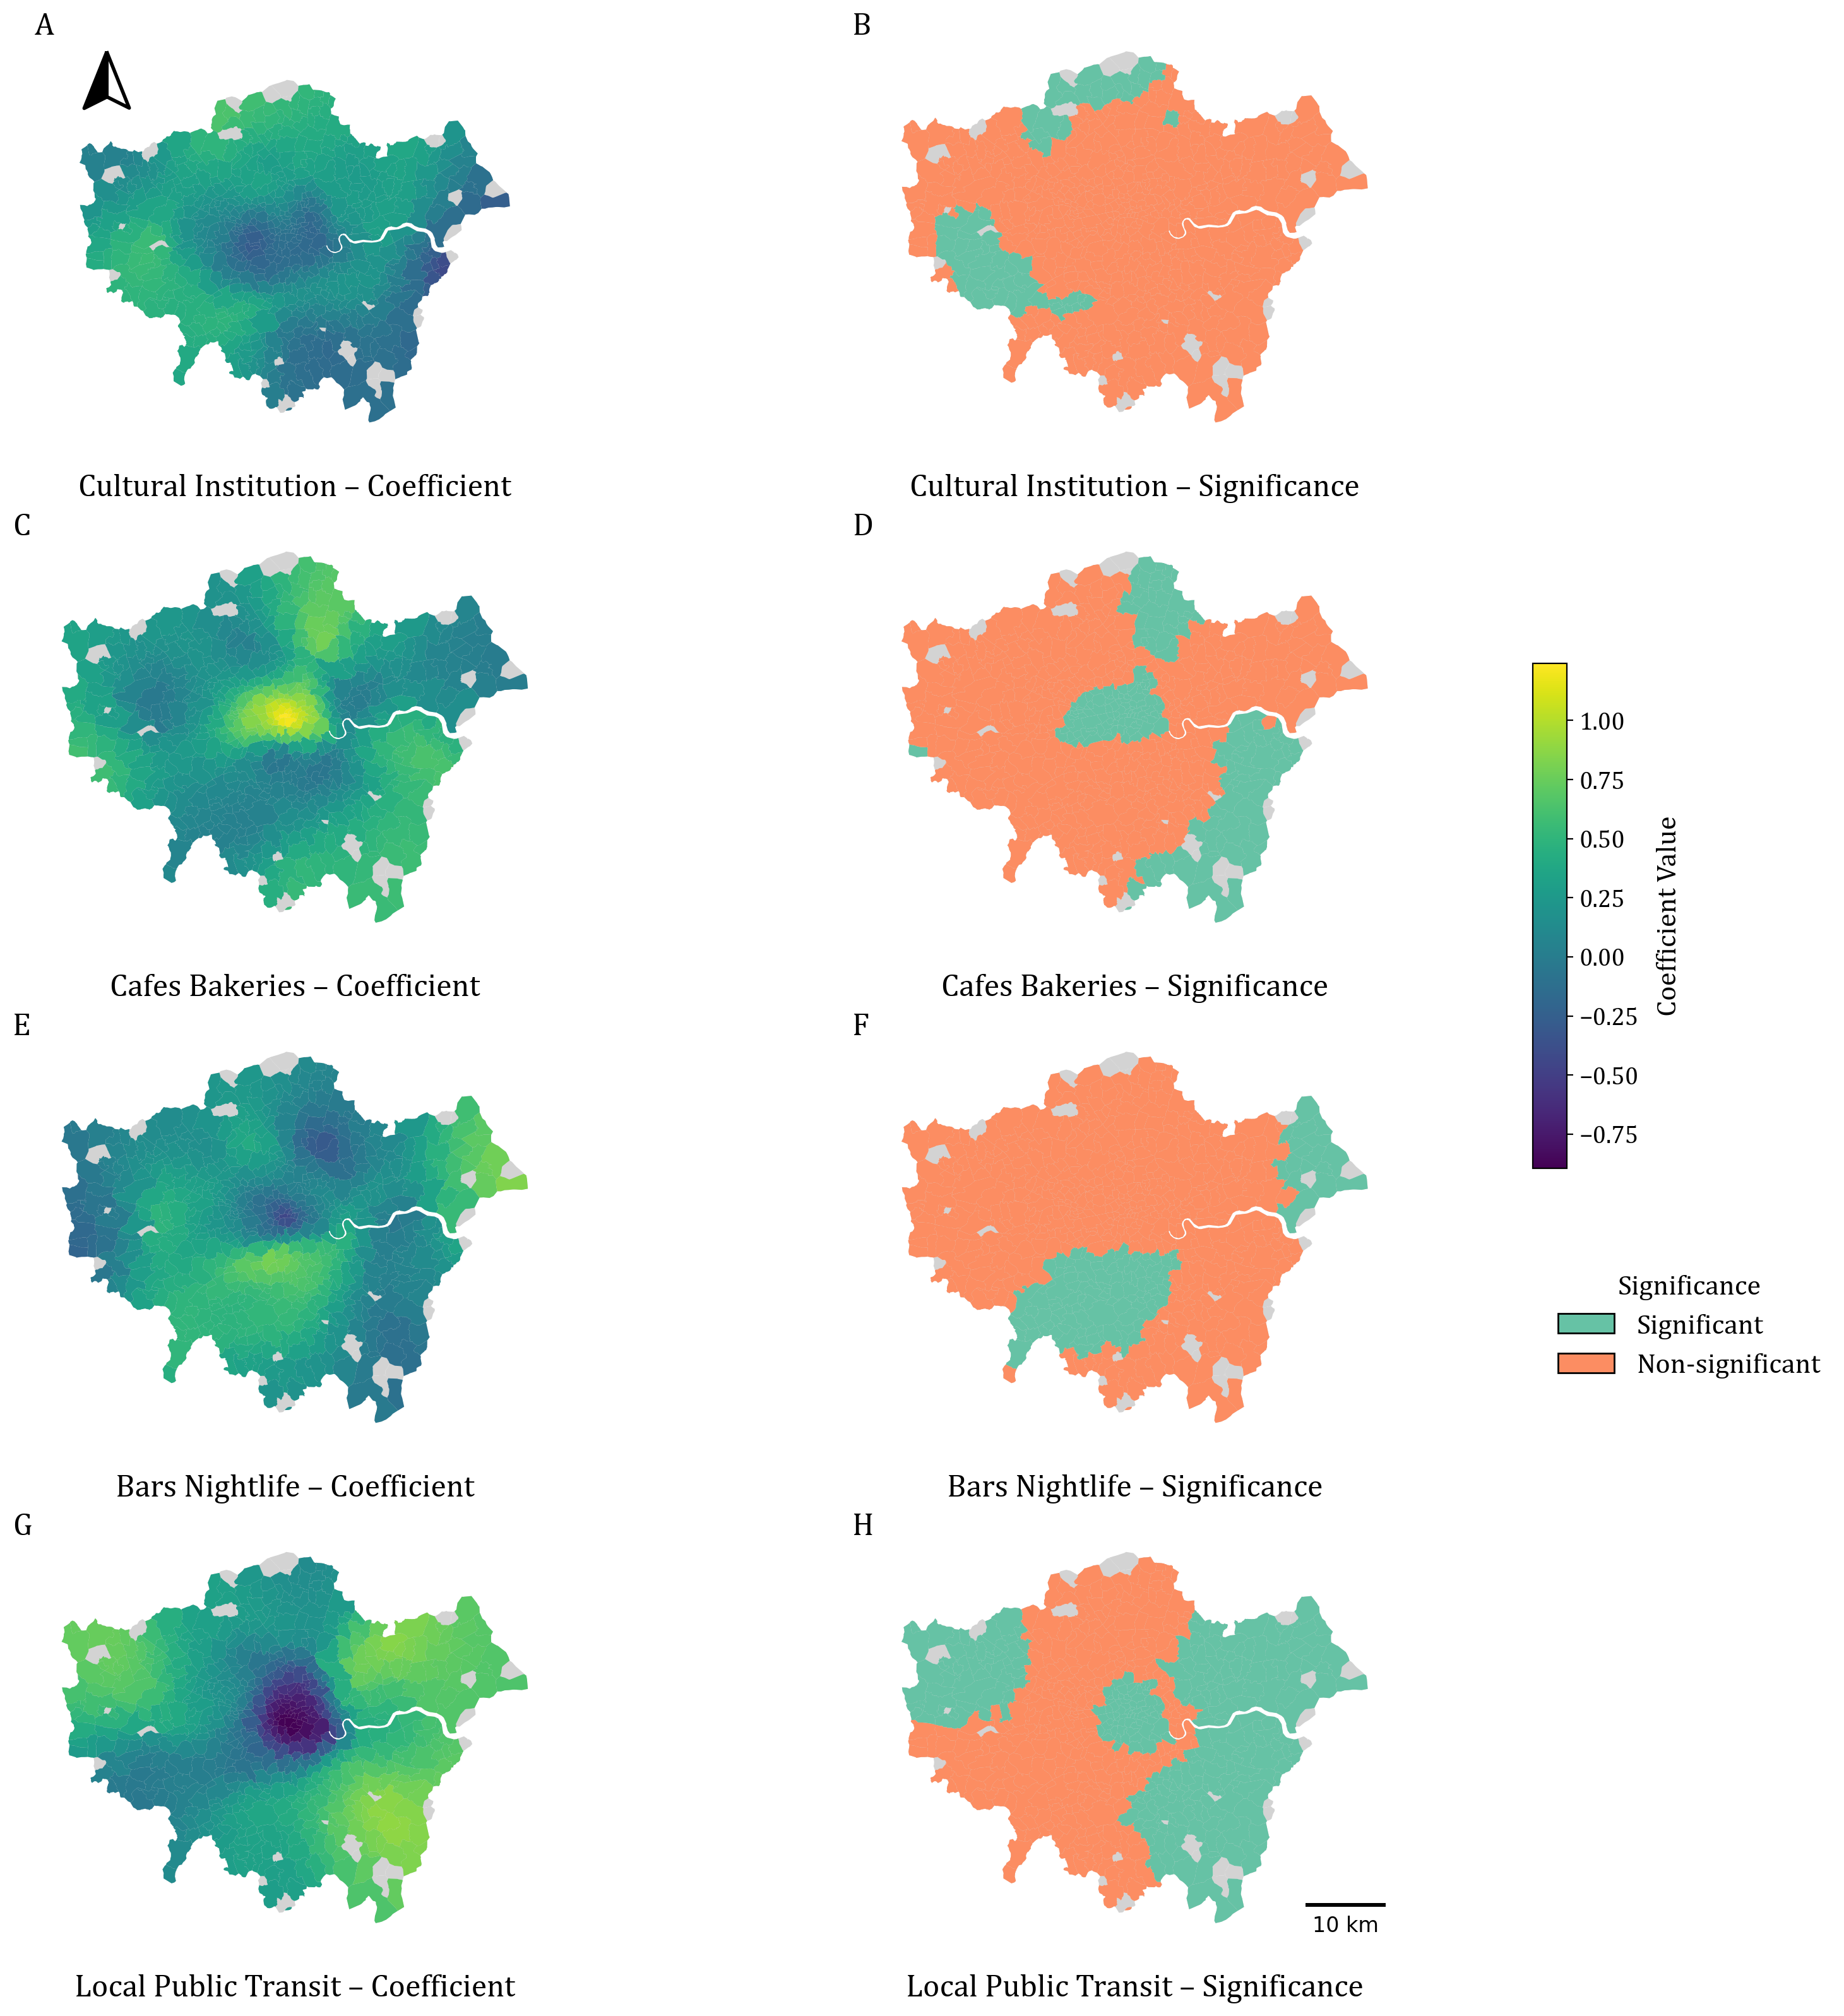 A
B
Cultural Institution – Coefficient
Cultural Institution – Significance
C
D
Cafes Bakeries – Coefficient
Cafes Bakeries – Significance
E
F
Bars Nightlife – Coefficient
Bars Nightlife – Significance
G
H
10 km
Local Public Transit – Coefficient
Local Public Transit – Significance
1.00
0.75
0.50
0.25
0.00
−0.25
−0.50
−0.75
Coefficient Value
Significance
Significant
Non-significant